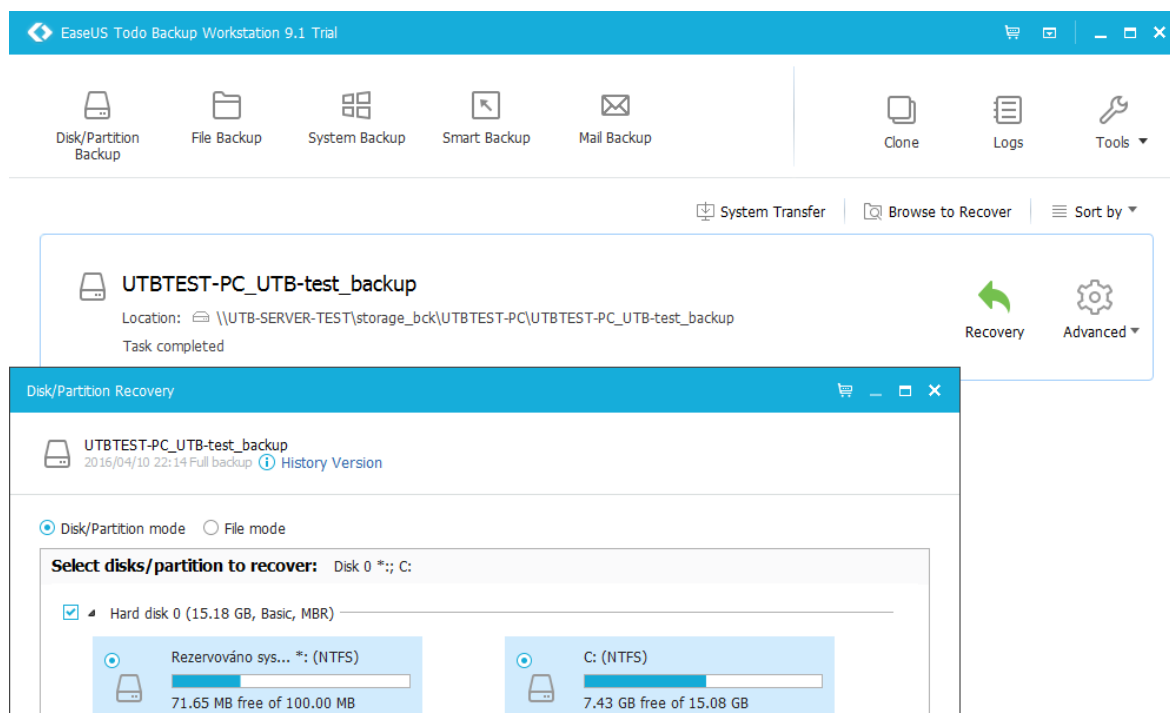 EaseUS Todo Backup Workstation 9.1 Trial
Disk/Partition Backup
File Backup
System Backup
Smart Backup
Mail Backup
Clone
Logs
Tools
System Transfer
Browse to Recover
Sort by
UTBTEST-PC_UTB-test_backup
Location: \\UTB-SERVER-TEST\storage_bck\UTBTEST-PC\UTBTEST-PC_UTB-test_backup
Task completed
Recovery
Advanced
Disk/Partition Recovery
UTBTEST-PC_UTB-test_backup
2016/04/10 22:14 Full backup History Version
Disk/Partition mode File mode
Select disks/partition to recover: Disk 0 *:; C:
Hard disk 0 (15.18 GB, Basic, MBR)
Rezervováno sys... *: (NTFS)
71.65 MB free of 100.00 MB
C: (NTFS)
7.43 GB free of 15.08 GB